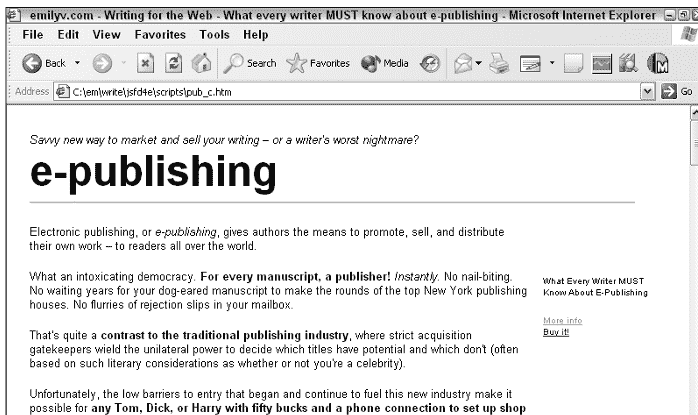 emilyv.com - Writing for the Web - What every writer MUST know about e-publishing - Microsoft Internet Explorer
File Edit View Favorites Tools Help
Back Search Favorites Media
Address C:\em\write\jsfd4e\scripts\pub_c.htm Go
Savvy new way to market and sell your writing – or a writer's worst nightmare?
e-publishing
Electronic publishing, or e-publishing, gives authors the means to promote, sell, and distribute
their own work – to readers all over the world.
What an intoxicating democracy. For every manuscript, a publisher! Instantly. No nail-biting.
No waiting years for your dog-eared manuscript to make the rounds of the top New York publishing
houses. No flurries of rejection slips in your mailbox.
What Every Writer MUST
Know About E-Publishing
More info
Buy it!
That's quite a contrast to the traditional publishing industry, where strict acquisition
gatekeepers wield the unilateral power to decide which titles have potential and which don't (often
based on such literary considerations as whether or not you're a celebrity).
Unfortunately, the low barriers to entry that began and continue to fuel this new industry make it
possible for any Tom, Dick, or Harry with fifty bucks and a phone connection to set up shop